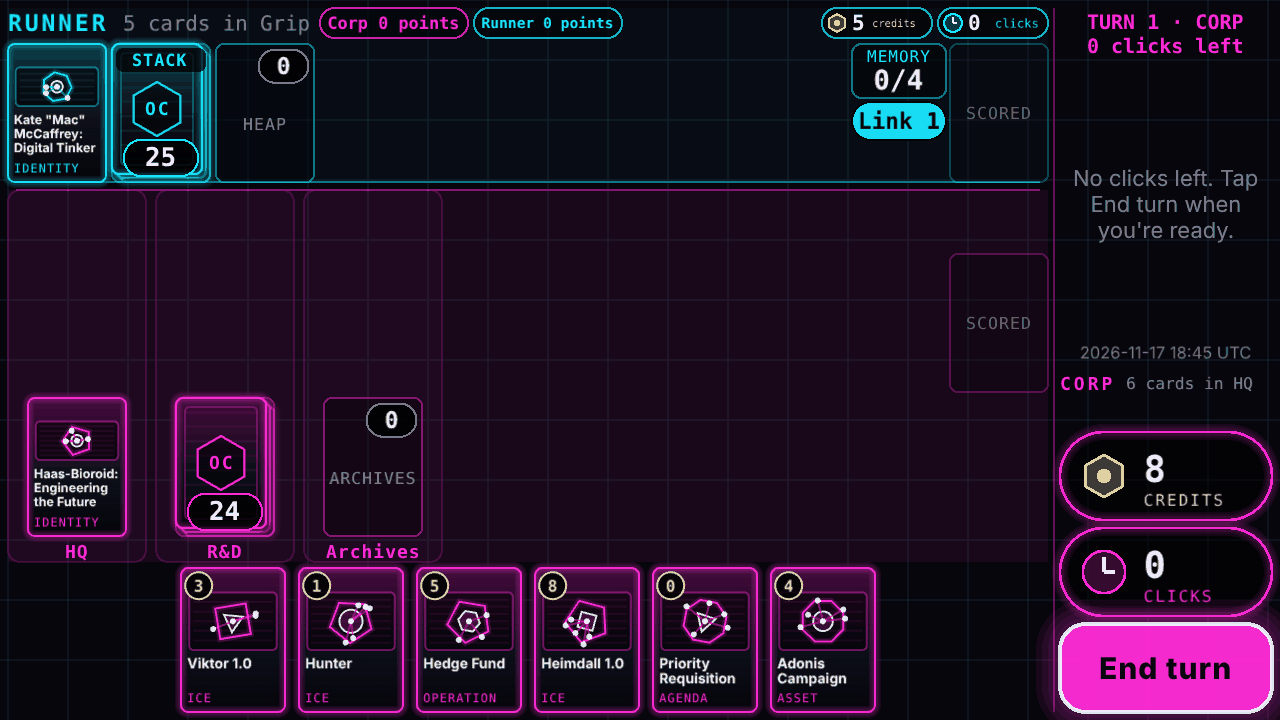 RUNNER 5 cards in Grip Corp 0 points Runner 0 points 5 credits 0 clicks
TURN 1 · CORP
0 clicks left
Kate "Mac"
McCaffrey:
Digital Tinker
IDENTITY
STACK
OC
25
0
HEAP
MEMORY
0/4
Link 1
SCORED
No clicks left. Tap
End turn when
you're ready.
SCORED
2026-11-17 18:45 UTC
CORP 6 cards in HQ
Haas-Bioroid:
Engineering
the Future
IDENTITY
HQ
OC
24
R&D
0
ARCHIVES
Archives
8
CREDITS
0
CLICKS
End turn
3
Viktor 1.0
ICE
1
Hunter
ICE
5
Hedge Fund
OPERATION
8
Heimdall 1.0
ICE
0
Priority
Requisition
AGENDA
4
Adonis
Campaign
ASSET